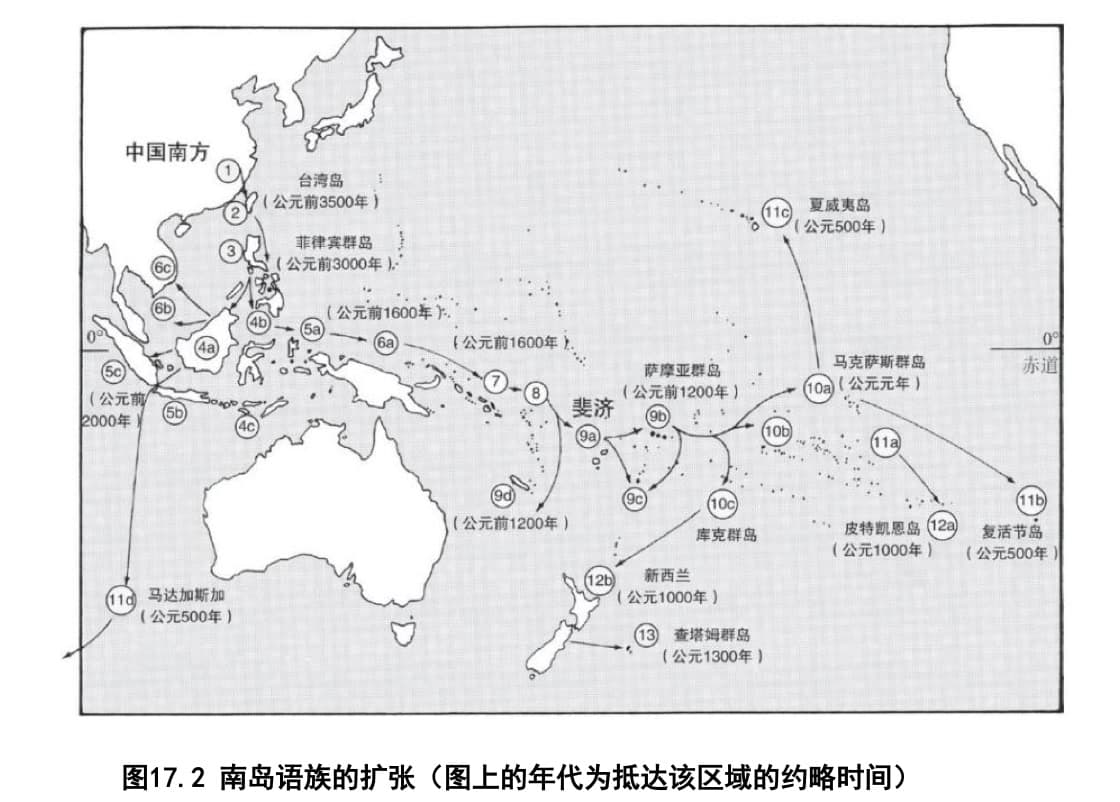 中国南方
①
台湾岛
（公元前3500年）
②
③
菲律宾群岛
（公元前3000年）
11c
夏威夷岛
（公元500年）
6c
6b
4b
5a
（公元前1600年）
6a
（公元前1600年）
4a
0°
0°
赤道
5c
（公元前
2000年）
5b
4c
⑦
⑧
斐济
9a
萨摩亚群岛
（公元前1200年）
9b
马克萨斯群岛
（公元元年）
10a
10b
11a
9d
（公元前1200年）
9c
10c
库克群岛
皮特凯恩岛
（公元1000年）
12a
11b
复活节岛
（公元500年）
11d
马达加斯加
（公元500年）
12b
新西兰
（公元1000年）
⑬
查塔姆群岛
（公元1300年）
图17.2 南岛语族的扩张（图上的年代为抵达该区域的约略时间）